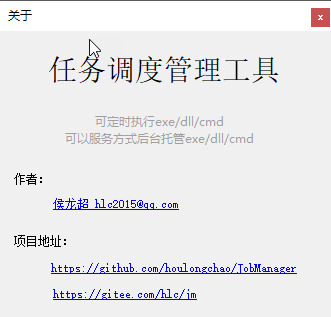 关于
x
任务调度管理工具
可定时执行exe/dll/cmd
可以服务方式后台托管exe/dll/cmd
作者：
侯龙超 hlc2015@qq.com
项目地址：
https://github.com/houlongchao/JobManager
https://gitee.com/hlc/jm